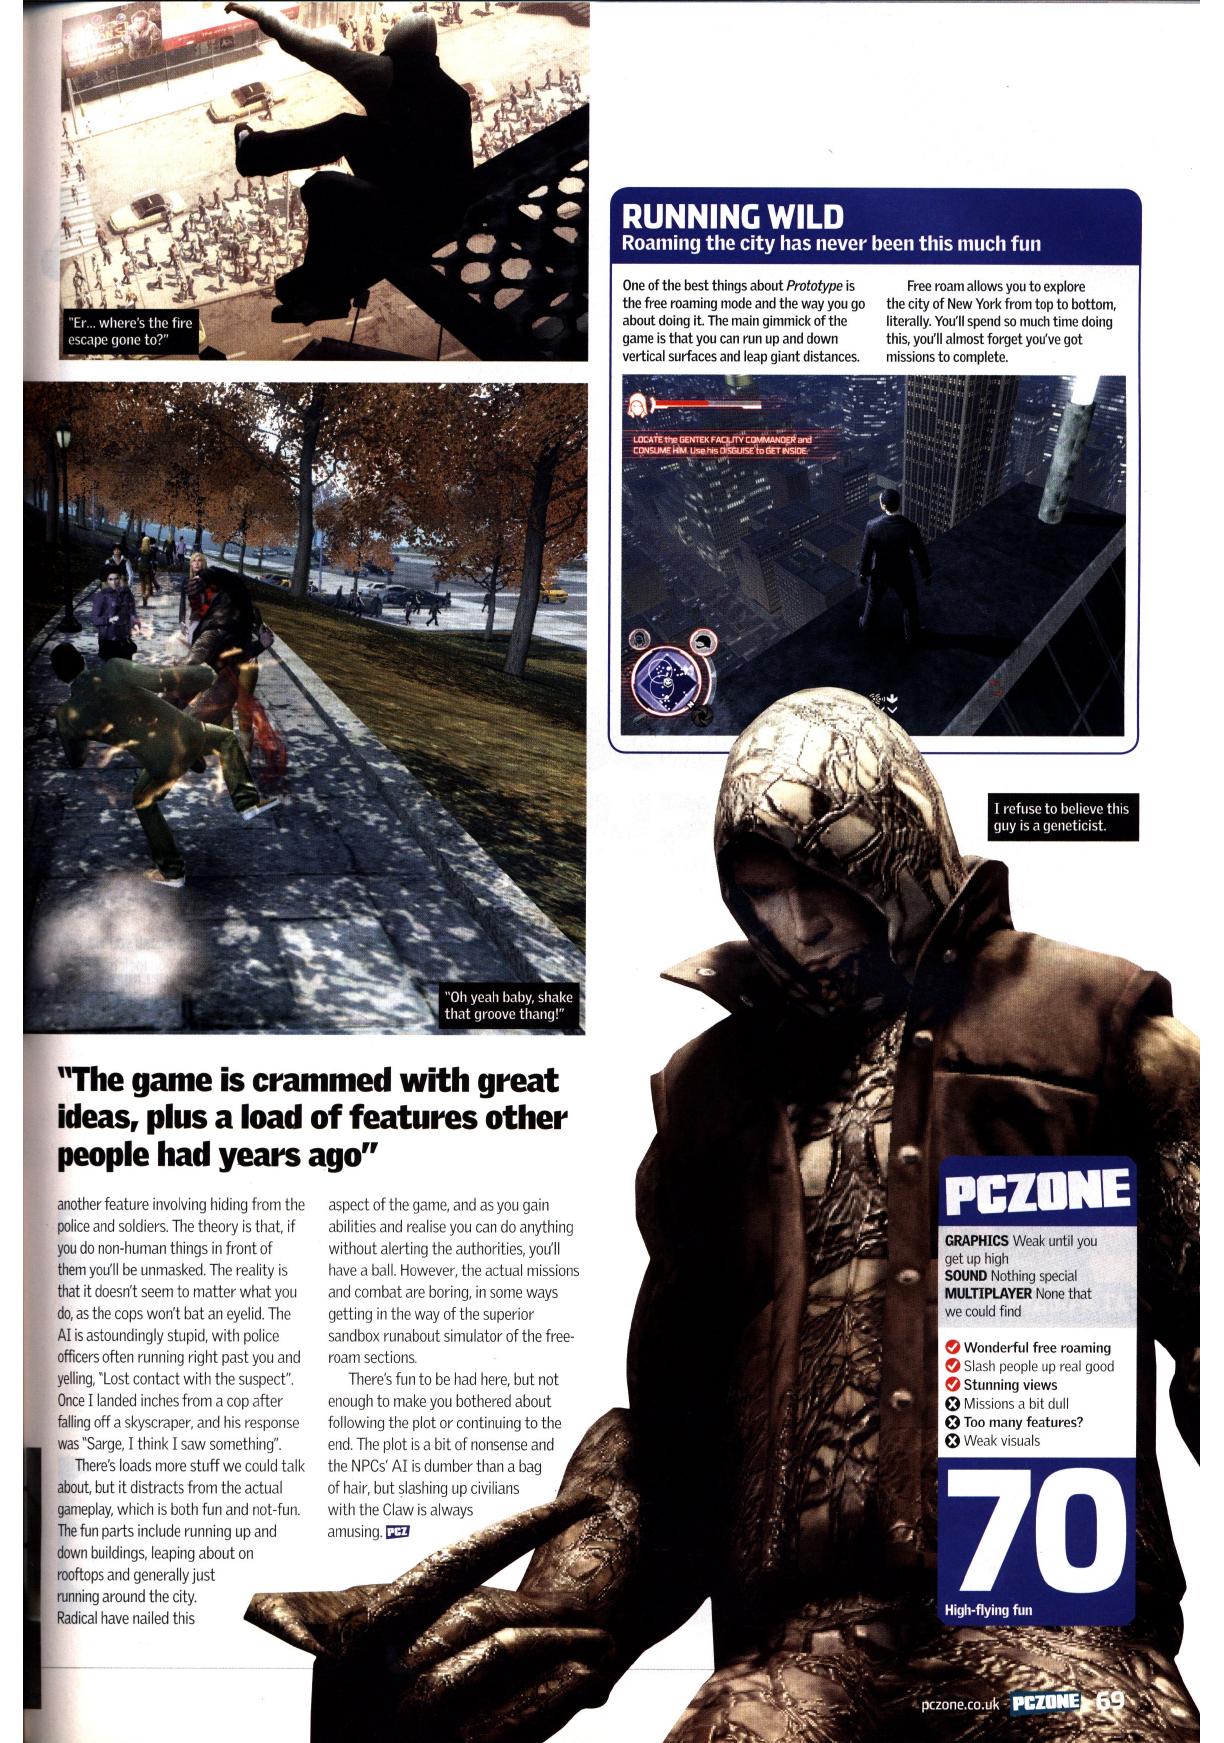 "Er... where's the fire
escape gone to?"
RUNNING WILD
Roaming the city has never been this much fun
One of the best things about Prototype is
the free roaming mode and the way you go
about doing it. The main gimmick of the
game is that you can run up and down
vertical surfaces and leap giant distances.
Free roam allows you to explore
the city of New York from top to bottom,
literally. You'll spend so much time doing
this, you'll almost forget you've got
missions to complete.
LOCATE the GENTEK FACILITY COMMANDER and
CONSUME HIM. Use his DISGUISE to GET INSIDE.
N
I refuse to believe this
guy is a geneticist.
"Oh yeah baby, shake
that groove thang!"
"The game is crammed with great
ideas, plus a load of features other
people had years ago"
another feature involving hiding from the
police and soldiers. The theory is that, if
you do non-human things in front of
them you'll be unmasked. The reality is
that it doesn't seem to matter what you
do, as the cops won't bat an eyelid. The
AI is astoundingly stupid, with police
officers often running right past you and
yelling, "Lost contact with the suspect".
Once I landed inches from a cop after
falling off a skyscraper, and his response
was "Sarge, I think I saw something".
There's loads more stuff we could talk
about, but it distracts from the actual
gameplay, which is both fun and not-fun.
The fun parts include running up and
down buildings, leaping about on
rooftops and generally just
running around the city.
Radical have nailed this
aspect of the game, and as you gain
abilities and realise you can do anything
without alerting the authorities, you'll
have a ball. However, the actual missions
and combat are boring, in some ways
getting in the way of the superior
sandbox runabout simulator of the free-
roam sections.
There's fun to be had here, but not
enough to make you bothered about
following the plot or continuing to the
end. The plot is a bit of nonsense and
the NPCs' AI is dumber than a bag
of hair, but slashing up civilians
with the Claw is always
amusing. PCZ
PCZONE
GRAPHICS Weak until you
get up high
SOUND Nothing special
MULTIPLAYER None that
we could find
Wonderful free roaming
Slash people up real good
Stunning views
Missions a bit dull
Too many features?
Weak visuals
70
High-flying fun
pczone.co.uk PCZONE 69